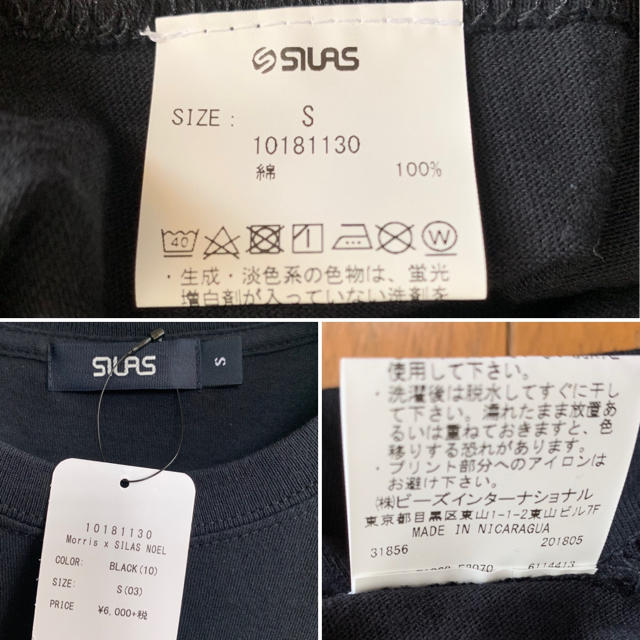 SILAS
SIZE : S
10181130
綿 100%
40
W
・生成・淡色系の色物は、蛍光
増白剤が入っていない洗剤を
SILAS
S
10181130
Morris x SILAS NOEL
COLOR: BLACK(10)
SIZE: S(03)
PRICE ¥6,000+税
使用して下さい。
・洗濯後は脱水してすぐに干し
て下さい。濡れたまま放置あ
るいは重ねておきますと、色
移りする恐れがあります。
・プリント部分へのアイロンは
お避け下さい。
㈱ビーズインターナショナル
東京都目黒区東山1-1-2東山ビル7F
MADE IN NICARAGUA
31856 201805
6114413